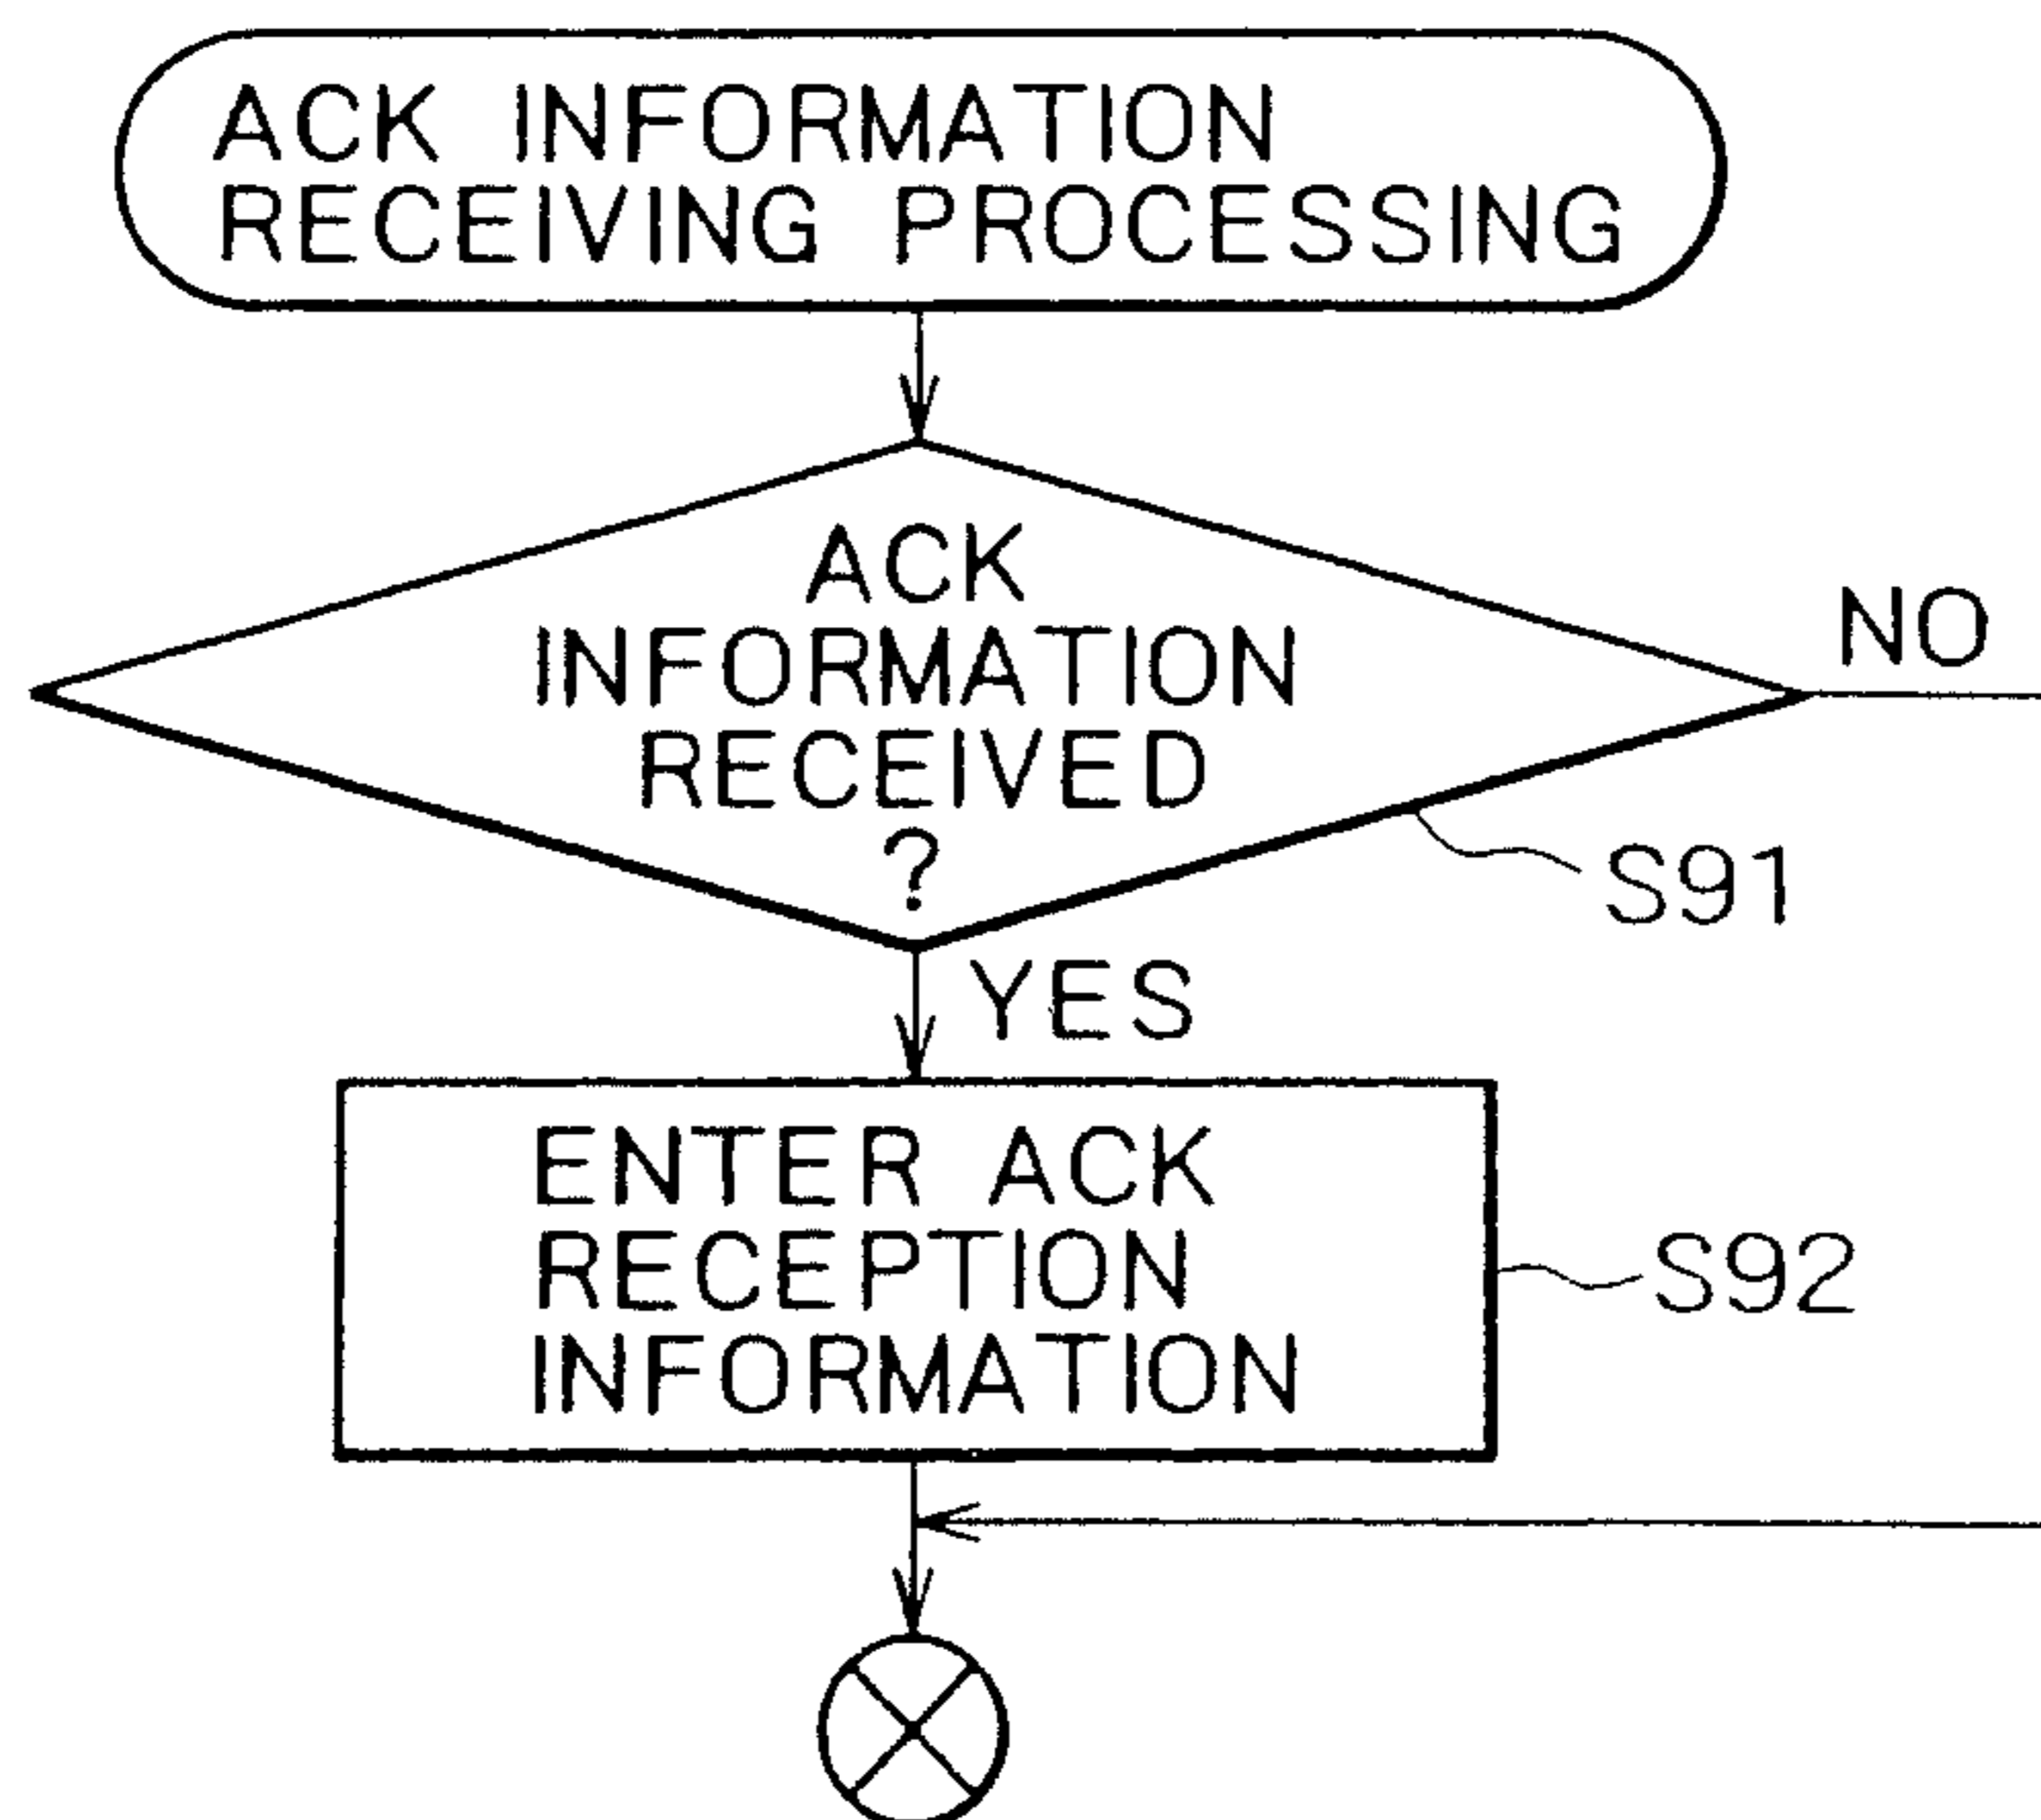 ACK INFORMATION
RECEIVING PROCESSING
ACK
INFORMATION
RECEIVED
?
NO
S91
YES
ENTER ACK
RECEPTION
INFORMATION
S92